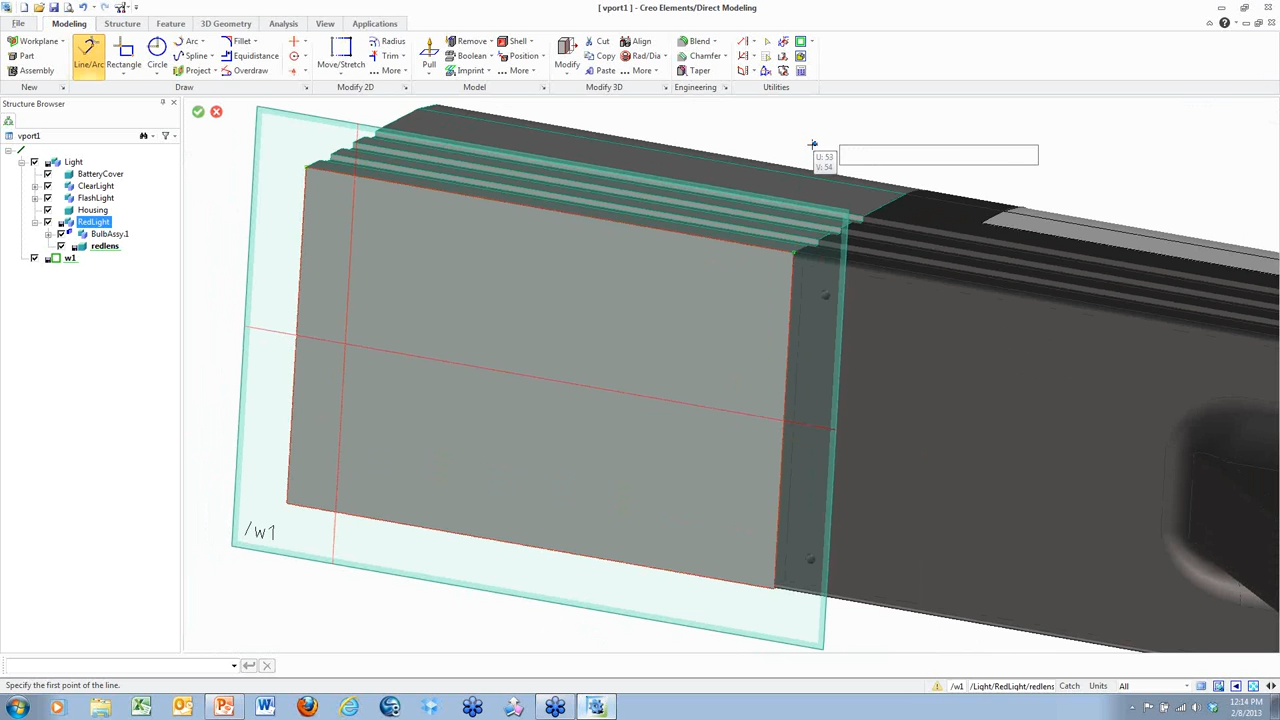 [ vport1 ] - Creo Elements/Direct Modeling
File Modeling Structure Feature 3D Geometry Analysis View Applications
Workplane Part Assembly New
Line/Arc Rectangle Circle Arc Spline Project Fillet Equidistance Overdraw Draw
Move/Stretch Radius Trim More Modify 2D
Pull Remove Boolean Imprint Shell Position More Model
Modify Cut Copy Paste Align Rad/Dia More Modify 3D
Blend Chamfer Taper Engineering
Utilities
Structure Browser
vport1
Light
BatteryCover
ClearLight
FlashLight
Housing
RedLight
BulbAssy.1
redlens
w1
U: 53
V: 54
/w1
Specify the first point of the line.
/w1 /Light/RedLight/redlens Catch Units All
12:14 PM
2/8/2013